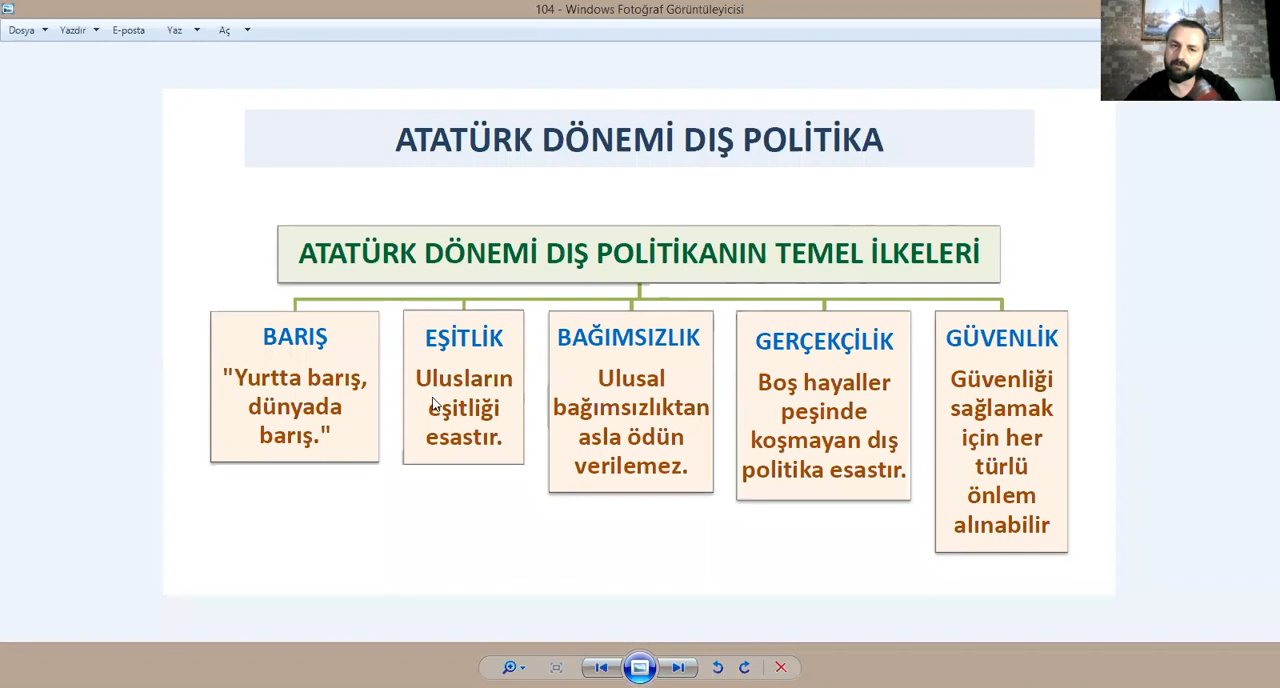 104 - Windows Fotoğraf Görüntüleyicisi
Dosya Yazdır E-posta Yaz Aç
ATATÜRK DÖNEMİ DIŞ POLİTİKA
ATATÜRK DÖNEMİ DIŞ POLİTİKANIN TEMEL İLKELERİ
BARIŞ
"Yurtta barış,
dünyada
barış."
EŞİTLİK
Ulusların
eşitliği
esastır.
BAĞIMSIZLIK
Ulusal
bağımsızlıktan
asla ödün
verilemez.
GERÇEKÇİLİK
Boş hayaller
peşinde
koşmayan dış
politika esastır.
GÜVENLİK
Güvenliği
sağlamak
için her
türlü
önlem
alınabilir